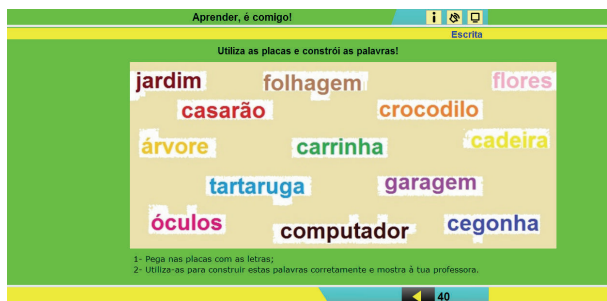 Aprender, é comigo!
Escrita
Utiliza as placas e constrói as palavras!
jardim folhagem flores
casarão crocodilo
árvore carrinha cadeira
tartaruga garagem
óculos computador cegonha
1- Pega nas placas com as letras;
2- Utiliza-as para construir estas palavras corretamente e mostra à tua professora.
40